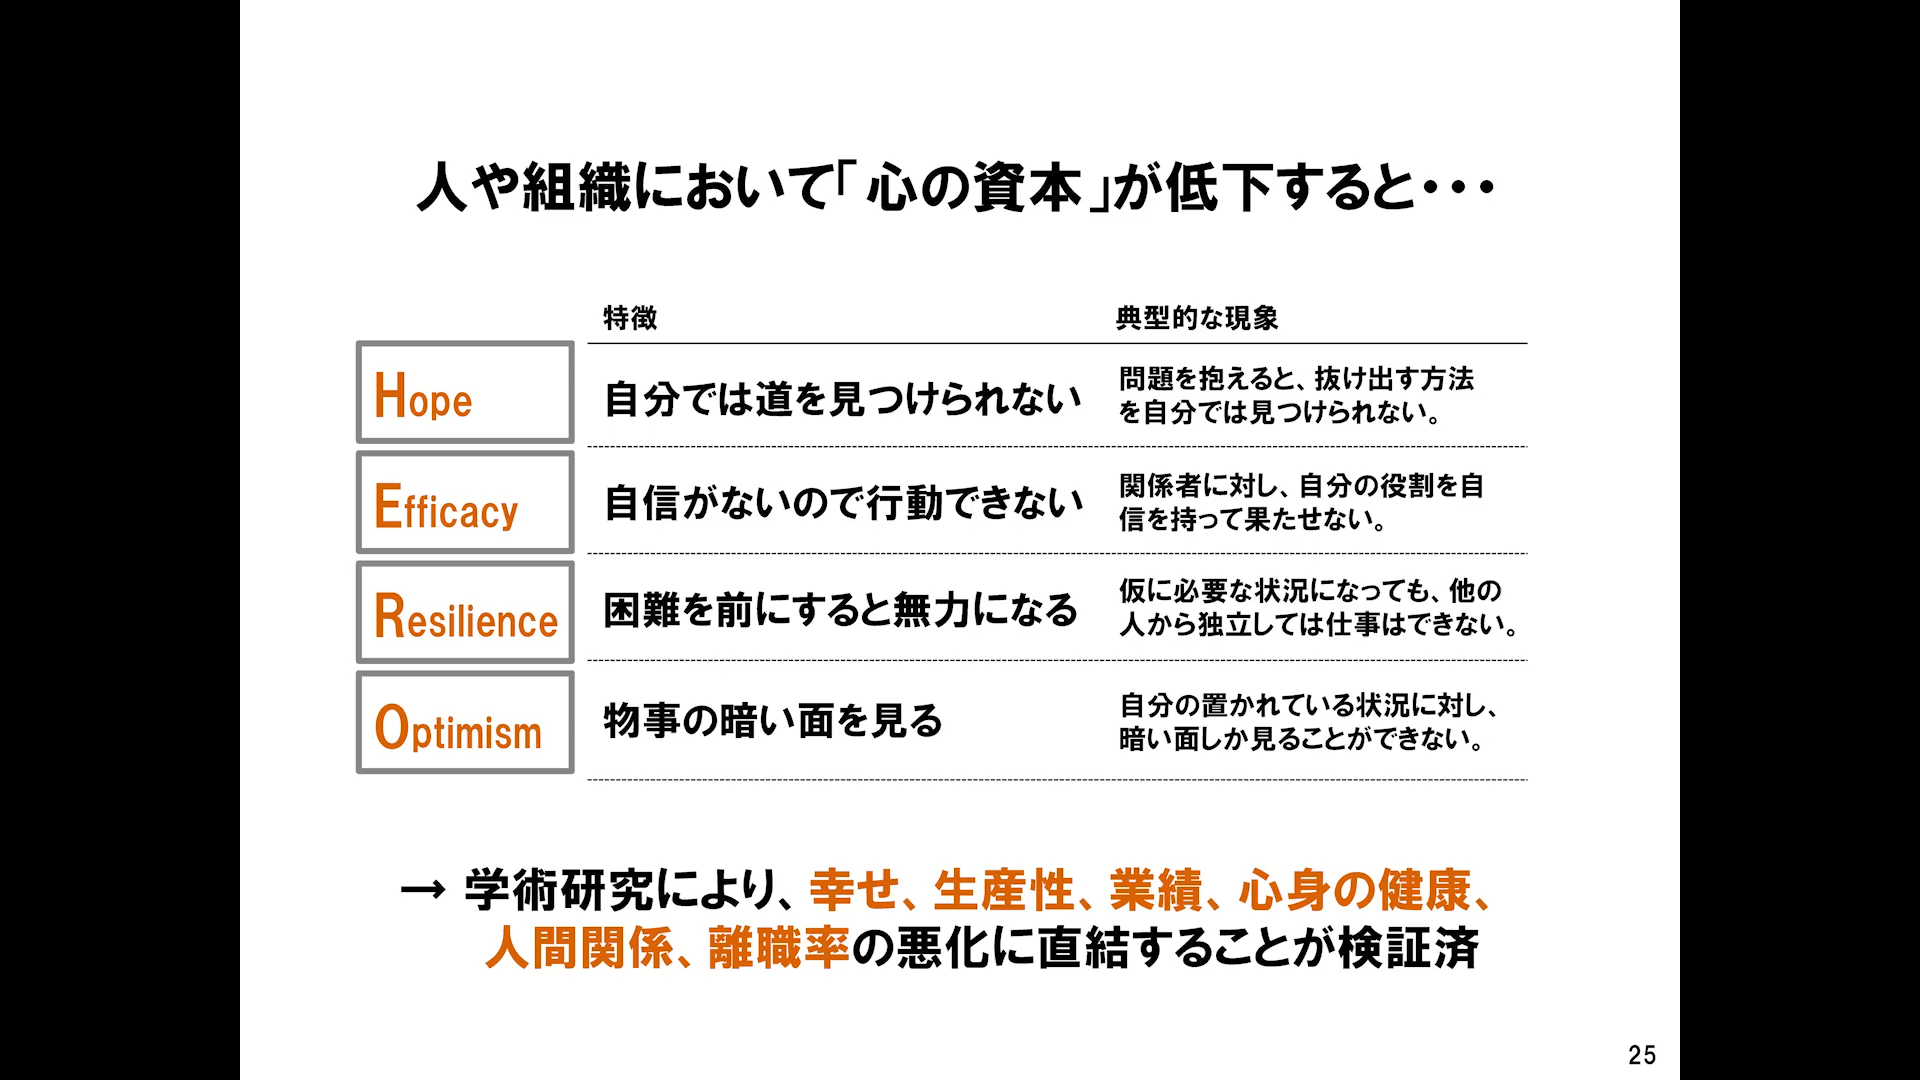 人や組織において「心の資本」が低下すると・・・
特徴
典型的な現象
Hope
自分では道を見つけられない
問題を抱えると、抜け出す方法
を自分では見つけられない。
Efficacy
自信がないので行動できない
関係者に対し、自分の役割を自
信を持って果たせない。
Resilience
困難を前にすると無力になる
仮に必要な状況になっても、他の
人から独立しては仕事はできない。
Optimism
物事の暗い面を見る
自分の置かれている状況に対し、
暗い面しか見ることができない。
→ 学術研究により、幸せ、生産性、業績、心身の健康、
人間関係、離職率の悪化に直結することが検証済
25